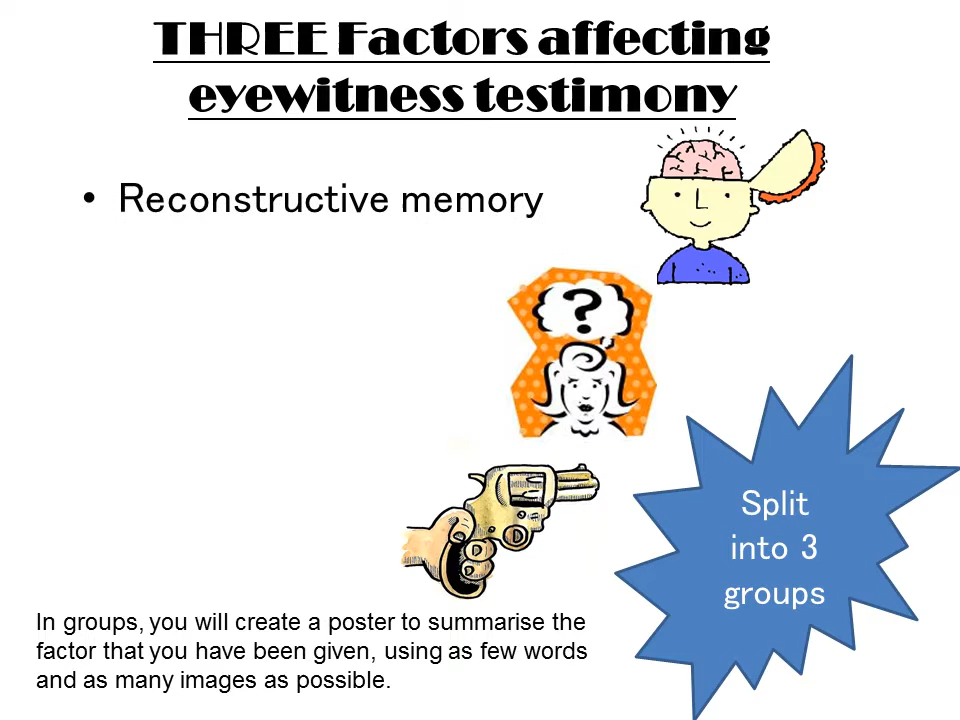 THREE Factors affecting
eyewitness testimony
• Reconstructive memory
?
Split
into 3
groups
In groups, you will create a poster to summarise the
factor that you have been given, using as few words
and as many images as possible.